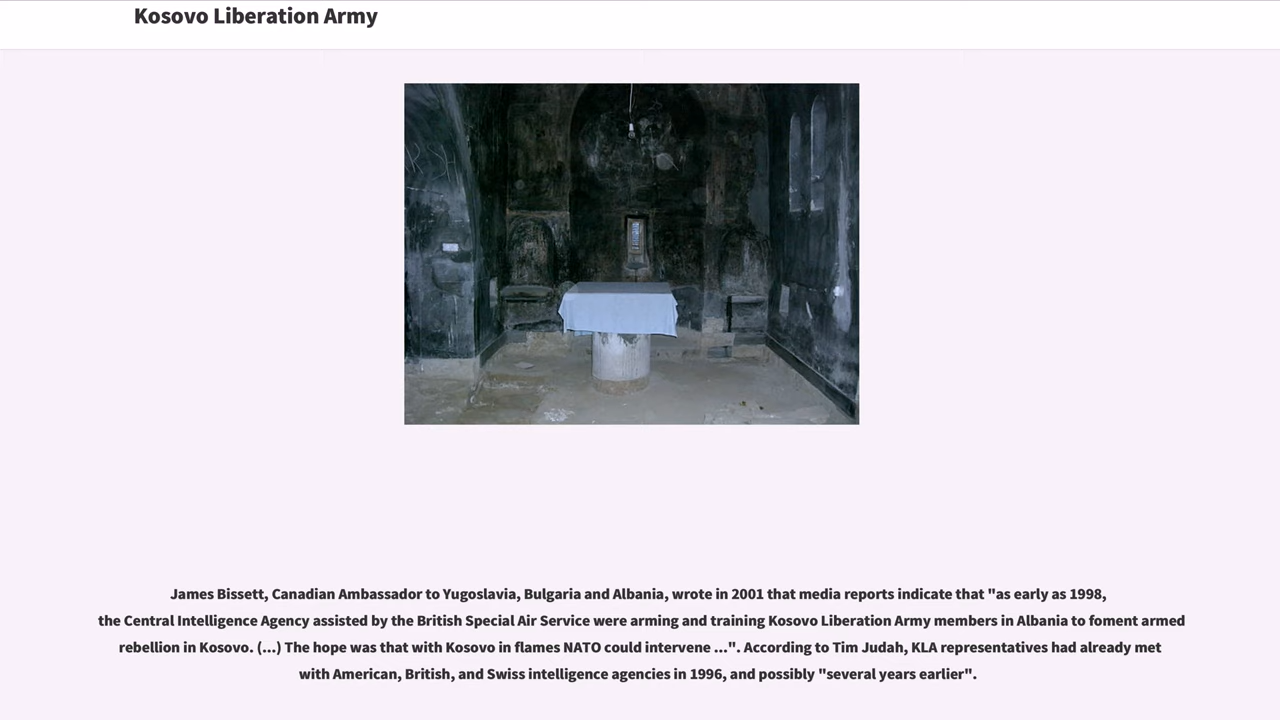 Kosovo Liberation Army
James Bissett, Canadian Ambassador to Yugoslavia, Bulgaria and Albania, wrote in 2001 that media reports indicate that "as early as 1998,
the Central Intelligence Agency assisted by the British Special Air Service were arming and training Kosovo Liberation Army members in Albania to foment armed
rebellion in Kosovo. (...) The hope was that with Kosovo in flames NATO could intervene ...". According to Tim Judah, KLA representatives had already met
with American, British, and Swiss intelligence agencies in 1996, and possibly "several years earlier".